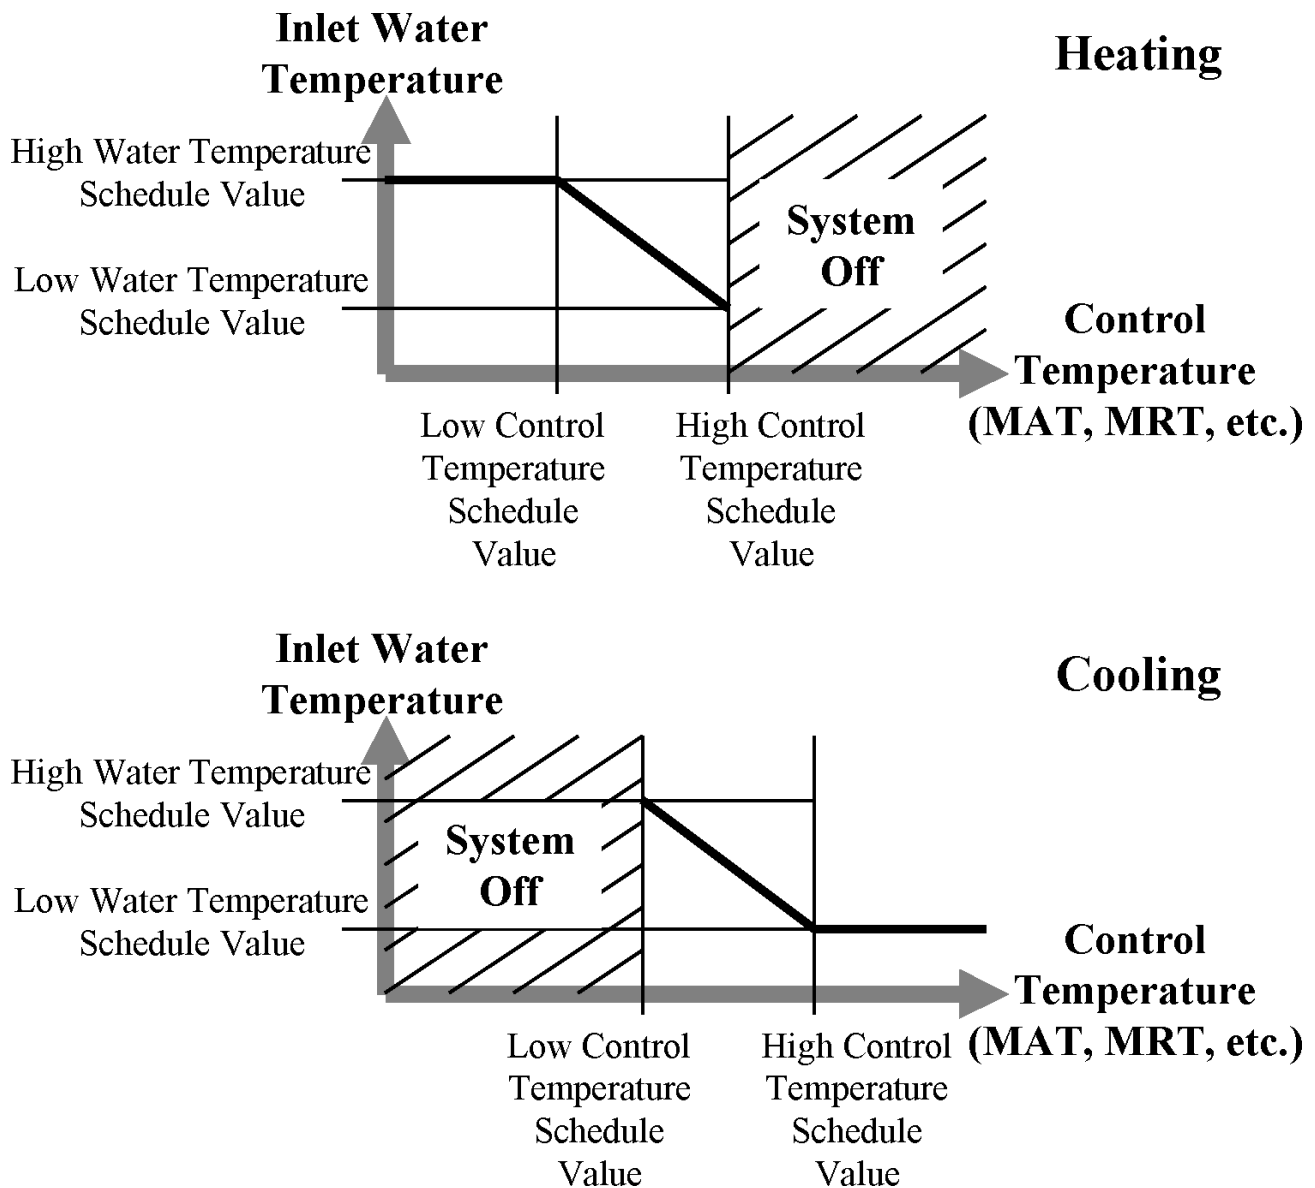 Inlet Water
Temperature
Heating
High Water Temperature
Schedule Value
System
Off
Low Water Temperature
Schedule Value
Control
Temperature
(MAT, MRT, etc.)
Low Control
Temperature
Schedule
Value
High Control
Temperature
Schedule
Value
Inlet Water
Temperature
Cooling
High Water Temperature
Schedule Value
System
Off
Low Water Temperature
Schedule Value
Control
Temperature
(MAT, MRT, etc.)
Low Control
Temperature
Schedule
Value
High Control
Temperature
Schedule
Value